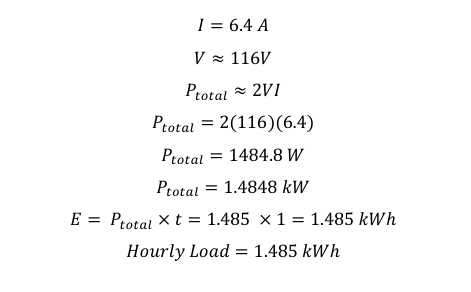 I = 6.4 A
V ≈ 116V
P_total ≈ 2VI
P_total = 2(116)(6.4)
P_total = 1484.8 W
P_total = 1.4848 kW
E = P_total × t = 1.485 × 1 = 1.485 kWh
Hourly Load = 1.485 kWh